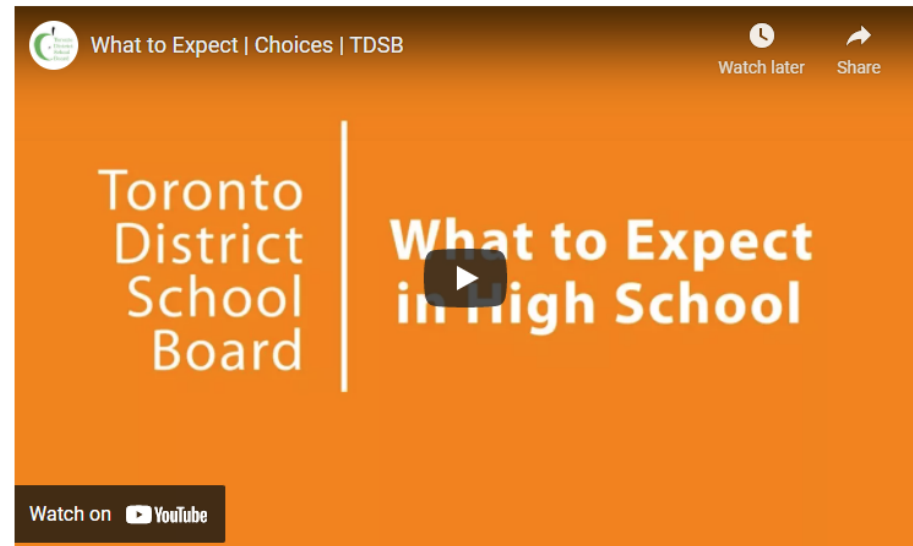 What to Expect | Choices | TDSB
Watch later
Share
Toronto
District
School
Board
What to Expect
in High School
Watch on YouTube